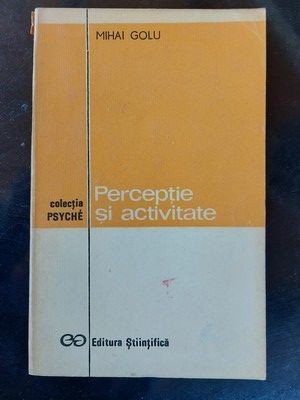 MIHAI GOLU
Percepție
și activitate
colecția
PSYCHÉ
Editura Științifică